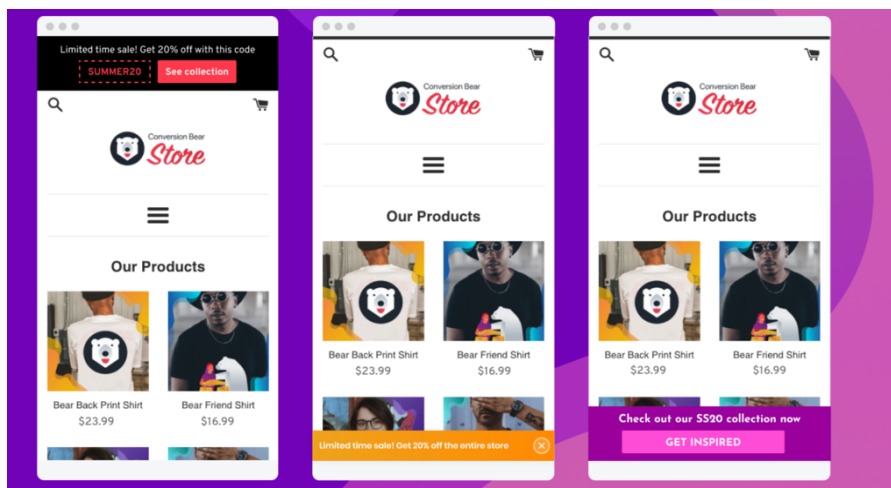 Limited time sale! Get 20% off with this code
SUMMER20 See collection
Conversion Bear
Store
Our Products
Bear Back Print Shirt Bear Friend Shirt
$23.99 $16.99
Conversion Bear
Store
Our Products
Bear Back Print Shirt Bear Friend Shirt
$23.99 $16.99
Limited time sale! Get 20% off the entire store
Conversion Bear
Store
Our Products
Bear Back Print Shirt Bear Friend Shirt
$23.99 $16.99
Check out our SS20 collection now
GET INSPIRED